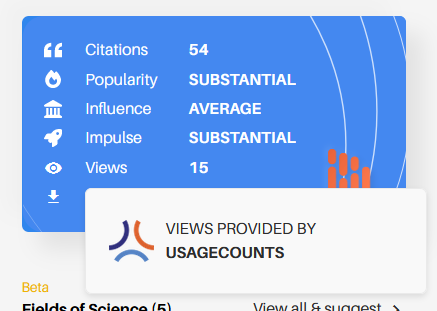 Citations 54
Popularity SUBSTANTIAL
Influence AVERAGE
Impulse SUBSTANTIAL
Views 15
VIEWS PROVIDED BY
USAGECOUNTS
Beta
Fields of Science (5) View all & suggest